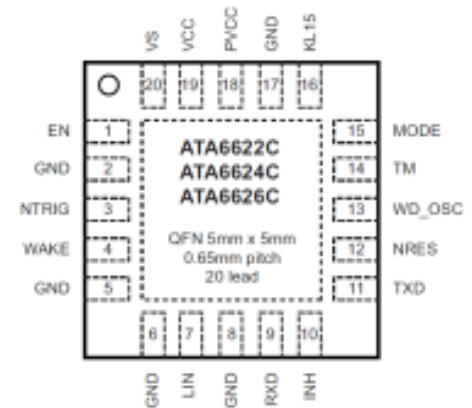 VS VCC PVCC GND KL15
20 19 18 17 16
EN 1 15 MODE
GND 2 14 TM
NTRIG 3 13 WD_OSC
WAKE 4 12 NRES
GND 5 11 TXD
ATA6622C
ATA6624C
ATA6626C
QFN 5mm x 5mm
0.65mm pitch
20 lead
6 7 8 9 10
GND LIN GND RXD INH